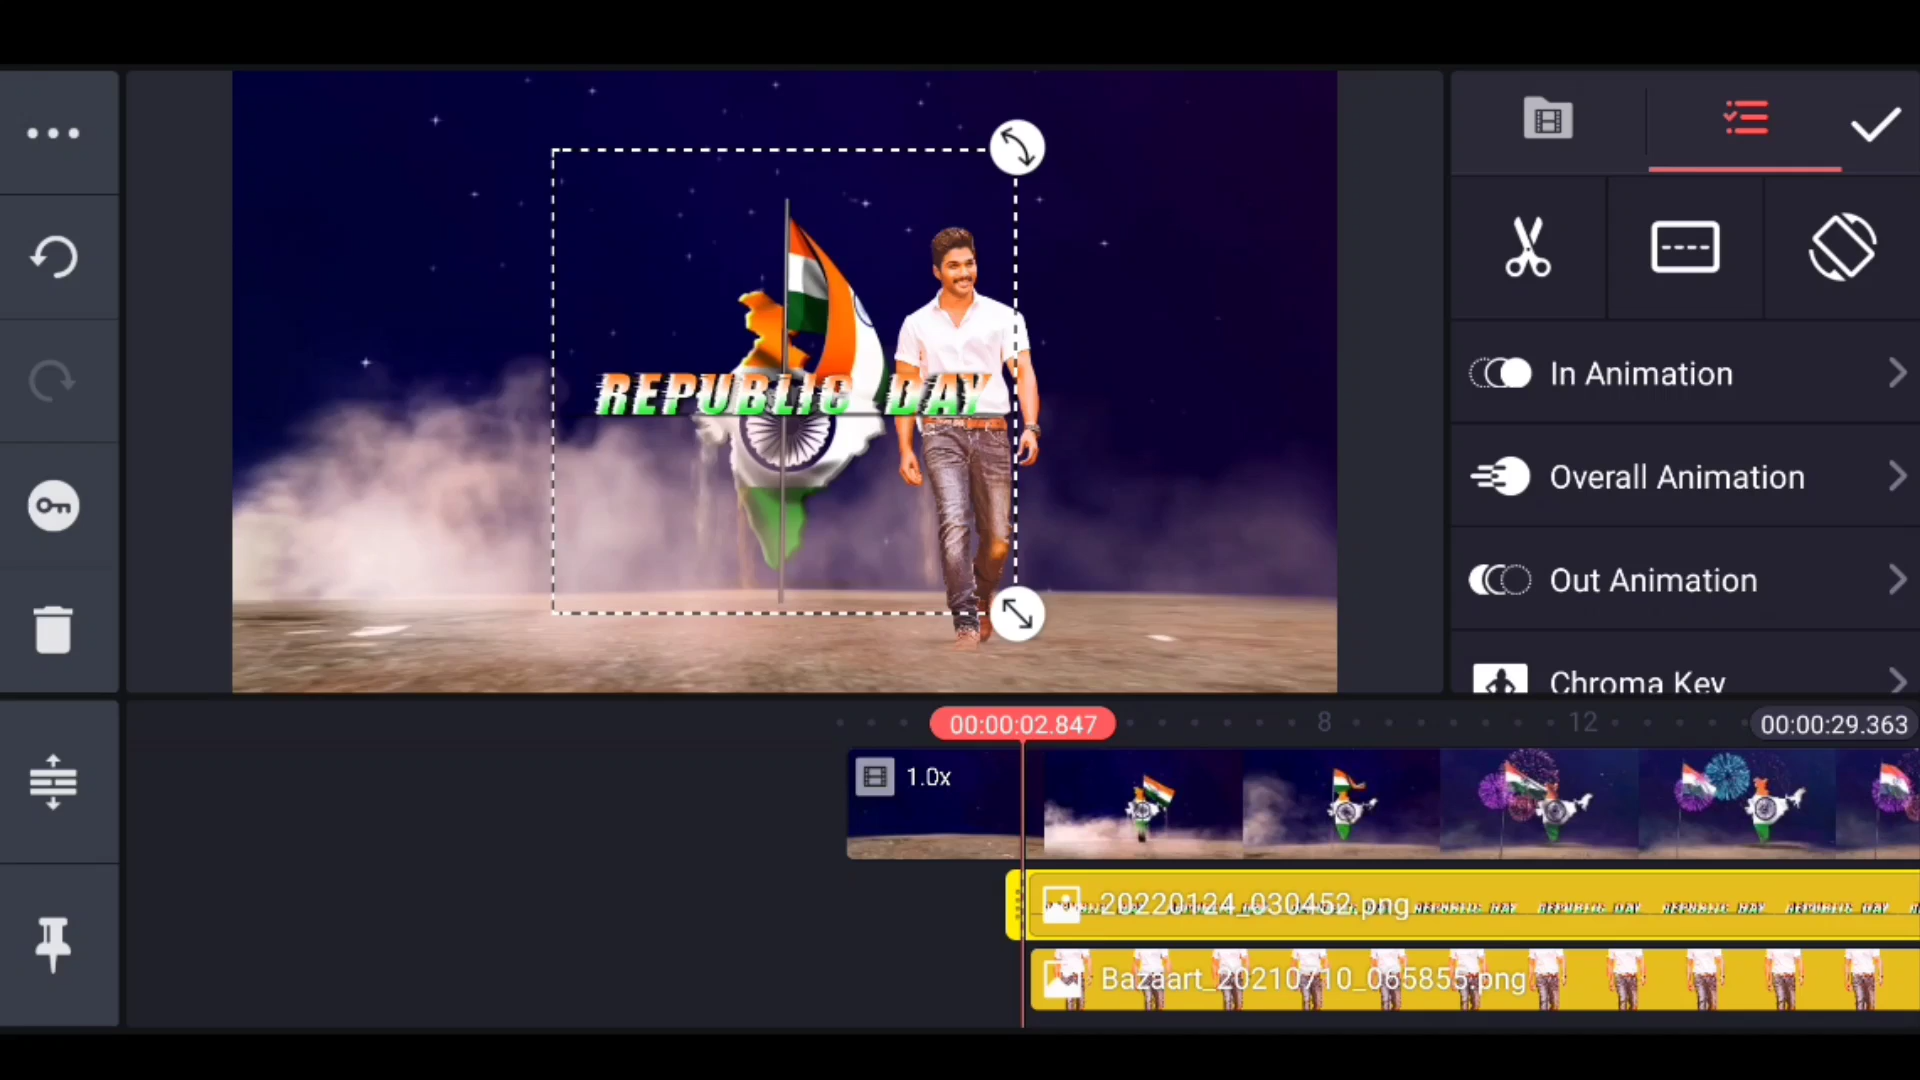 REPUBLIC DAY
In Animation
Overall Animation
Out Animation
Chroma Key
00:00:02.847
8
12
00:00:29.363
1.0x
20220124_030452.png
REPUBLIC DAY REPUBLIC DAY REPUBLIC DAY REPUBLIC DAY
Bazaart_20210710_065855.png